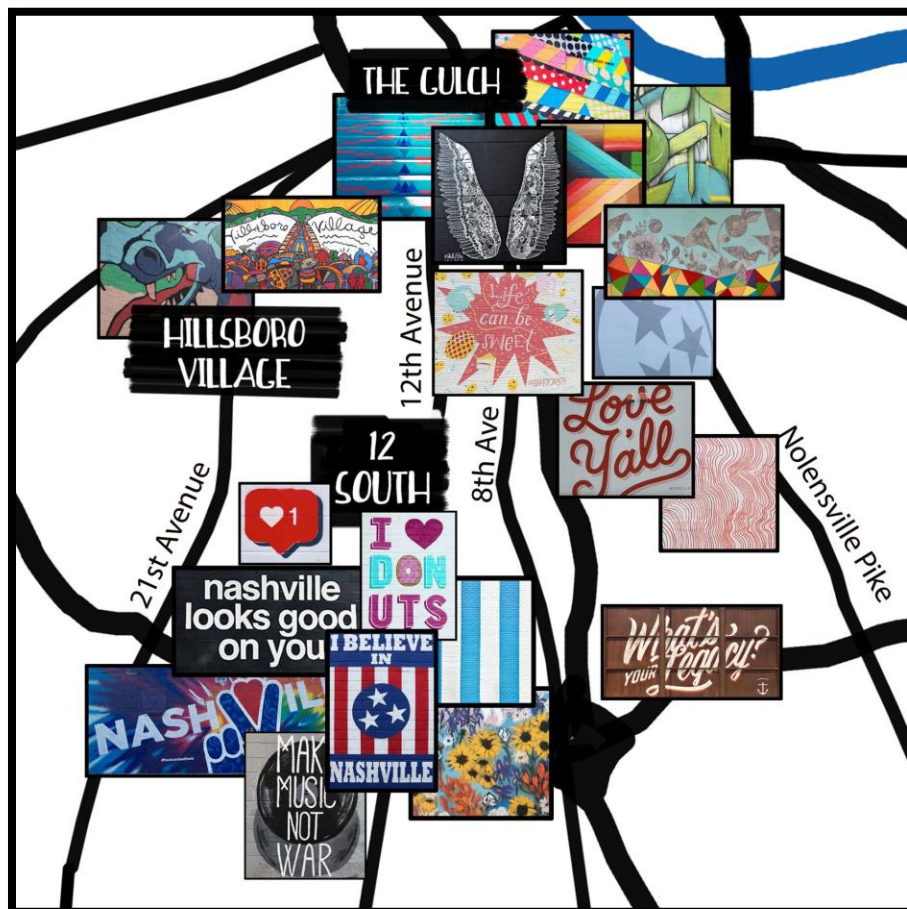 THE GULCH
Hillsboro Village
HILLSBORO
VILLAGE
12th Avenue
Life
can be
SWEET
8th Ave
Love
Y'all
Nolensville Pike
12
SOUTH
21st Avenue
1
I
DON
UTS
nashville
looks good
on you
What's
YOUR Legacy?
I BELIEVE
IN
NASHVILLE
NASHVIL
MAK
MUSIC
NOT
WAR